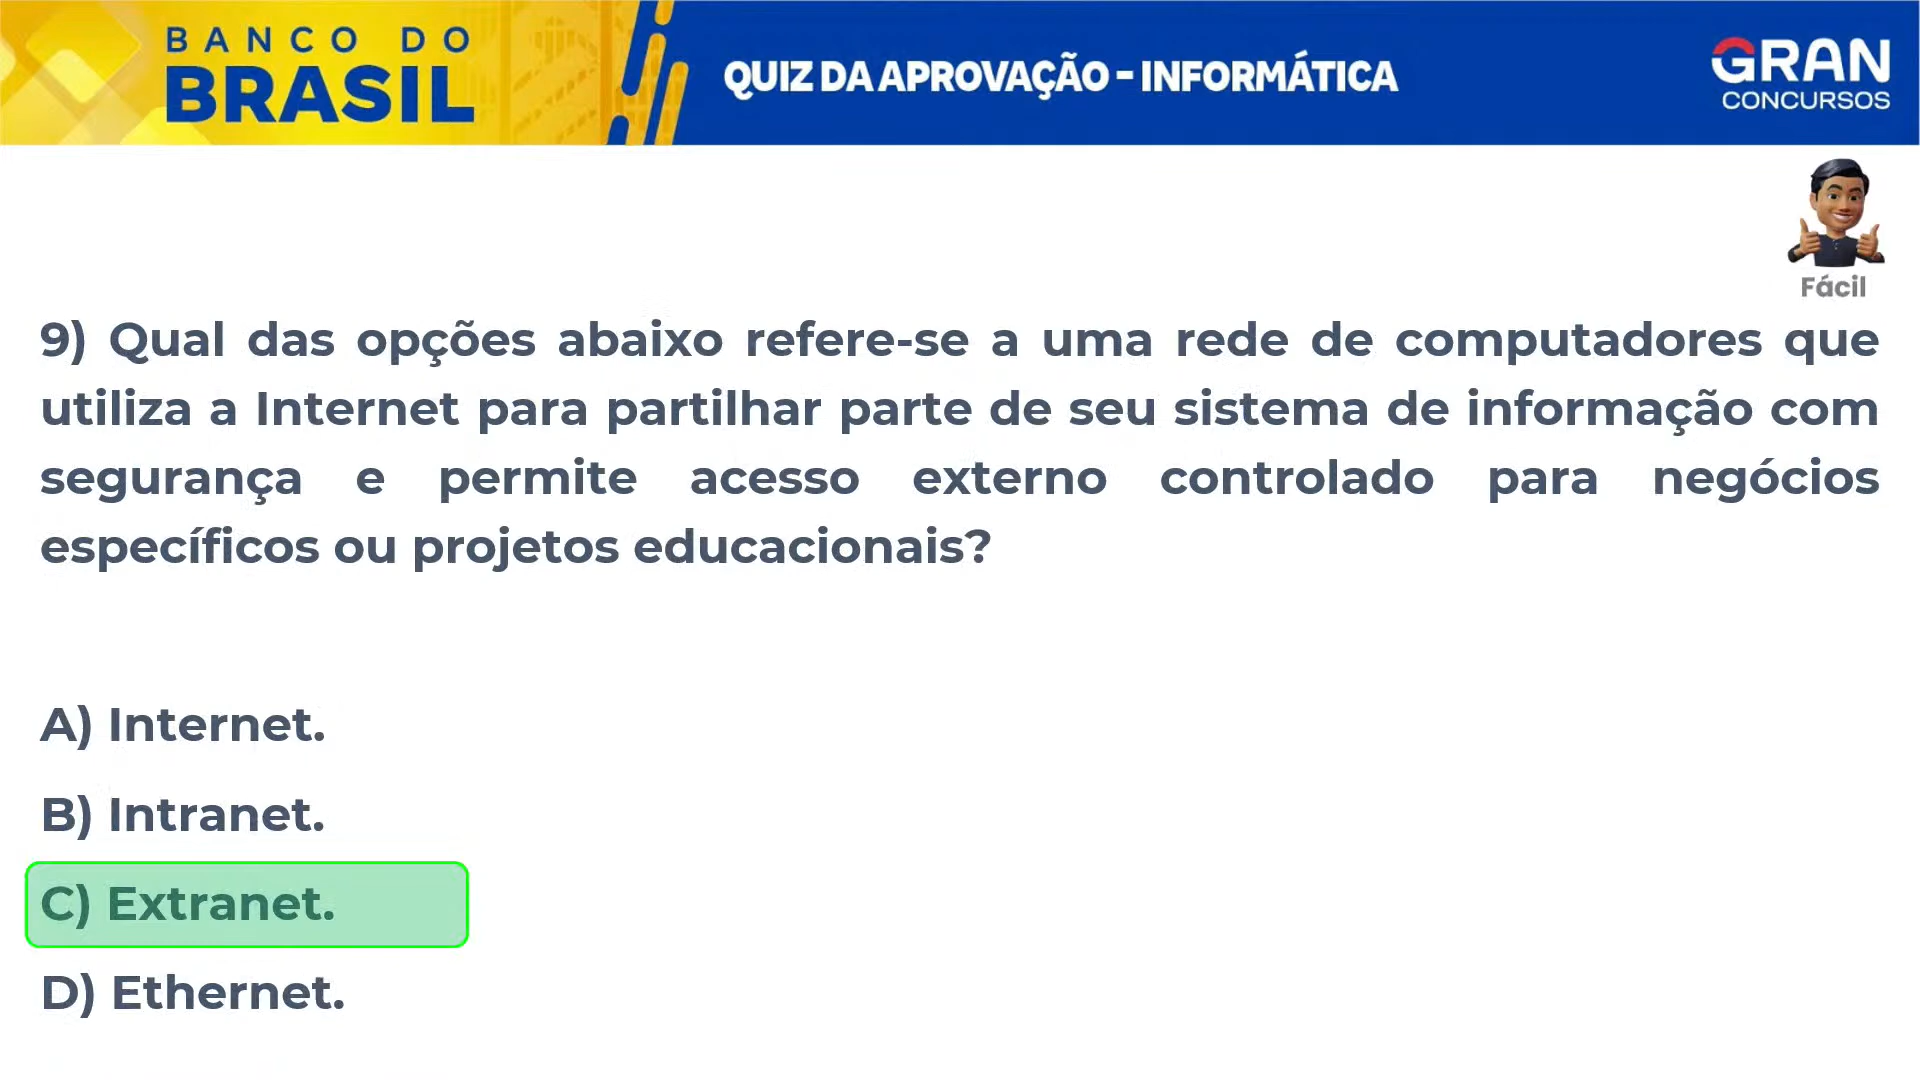 BANCO DO
BRASIL
QUIZ DA APROVAÇÃO - INFORMÁTICA
GRAN
CONCURSOS
Fácil
9) Qual das opções abaixo refere-se a uma rede de computadores que
utiliza a Internet para partilhar parte de seu sistema de informação com
segurança e permite acesso externo controlado para negócios
específicos ou projetos educacionais?
A) Internet.
B) Intranet.
C) Extranet.
D) Ethernet.